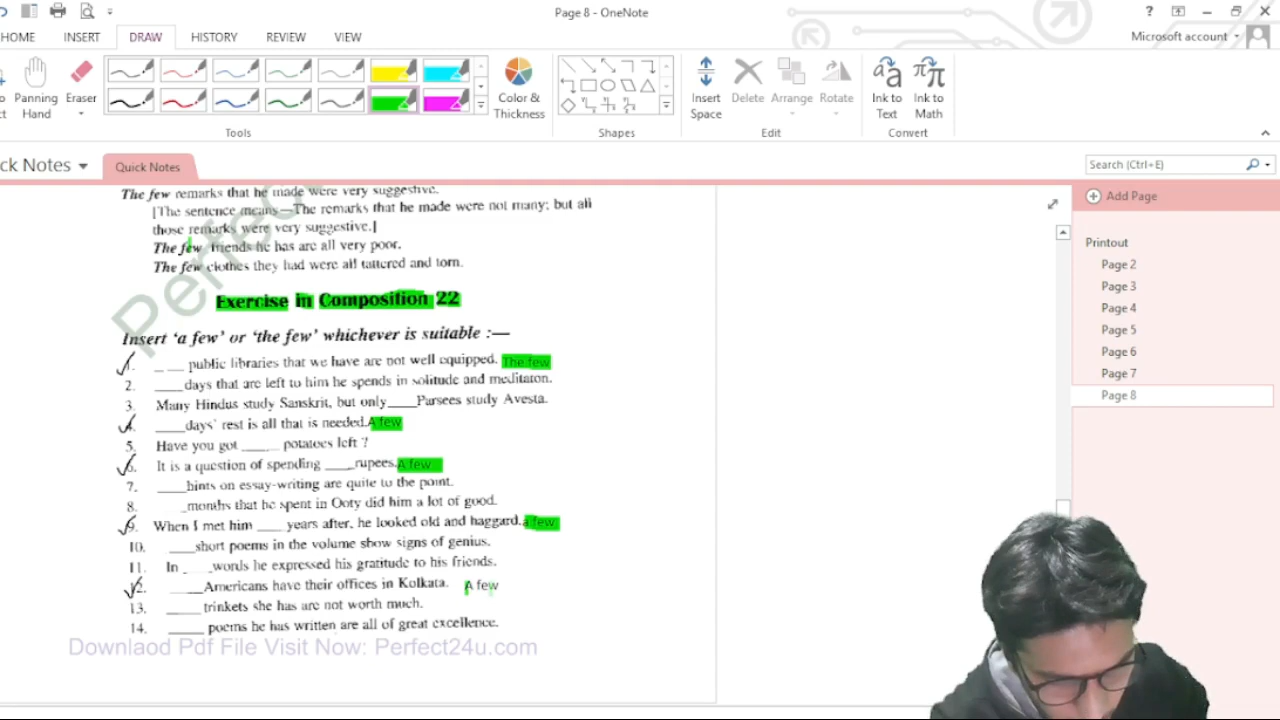 Page 8 - OneNote
Microsoft account
HOME INSERT DRAW HISTORY REVIEW VIEW
Panning Hand
Eraser
Color & Thickness
Insert Space
Delete
Arrange
Rotate
Ink to Text
Ink to Math
Tools
Shapes
Edit
Convert
ck Notes
Quick Notes
Search (Ctrl+E)
Add Page
Printout
Page 2
Page 3
Page 4
Page 5
Page 6
Page 7
Page 8
The few remarks that he made were very suggestive.
[The sentence means—The remarks that he made were not many; but all
those remarks were very suggestive.]
The few friends he has are all very poor.
The few clothes they had were all tattered and torn.
Exercise in Composition 22
Insert ‘a few’ or ‘the few’ whichever is suitable :—
1. ____ public libraries that we have are not well equipped. The few
2. ____days that are left to him he spends in solitude and meditaton.
3. Many Hindus study Sanskrit, but only____Parsees study Avesta.
4. ____days’ rest is all that is needed.A few
5. Have you got ____ potatoes left ?
6. It is a question of spending ____rupees.A few
7. ____hints on essay-writing are quite to the point.
8. _months that he spent in Ooty did him a lot of good.
9. When I met him ____ years after, he looked old and haggard.a few
10. ____short poems in the volume show signs of genius.
11. In ____words he expressed his gratitude to his friends.
12. ____Americans have their offices in Kolkata. A few
13. ____ trinkets she has are not worth much.
14. ____ poems he has written are all of great excellence.
Downlaod Pdf File Visit Now: Perfect24u.com